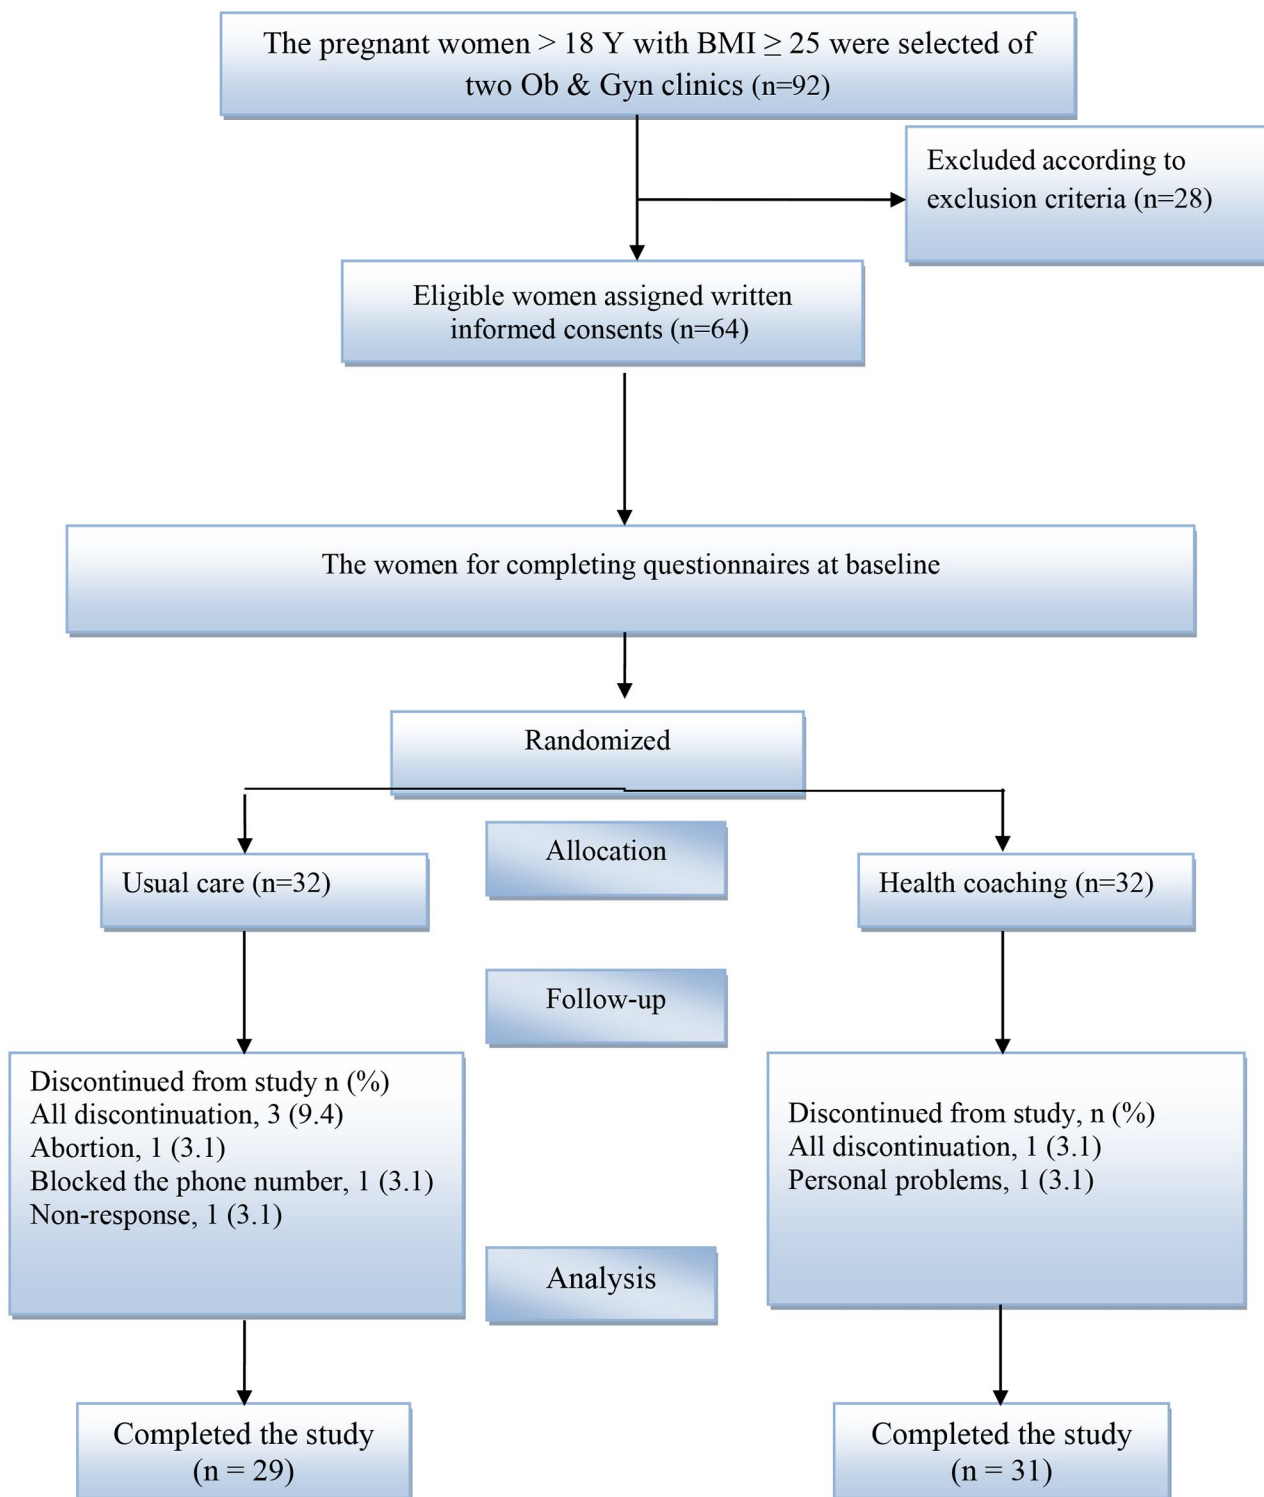 The pregnant women > 18 Y with BMI ≥ 25 were selected of
two Ob & Gyn clinics (n=92)
Excluded according to
exclusion criteria (n=28)
Eligible women assigned written
informed consents (n=64)
The women for completing questionnaires at baseline
Randomized
Allocation
Usual care (n=32)
Health coaching (n=32)
Follow-up
Discontinued from study n (%)
All discontinuation, 3 (9.4)
Abortion, 1 (3.1)
Blocked the phone number, 1 (3.1)
Non-response, 1 (3.1)
Discontinued from study, n (%)
All discontinuation, 1 (3.1)
Personal problems, 1 (3.1)
Analysis
Completed the study
(n = 29)
Completed the study
(n = 31)